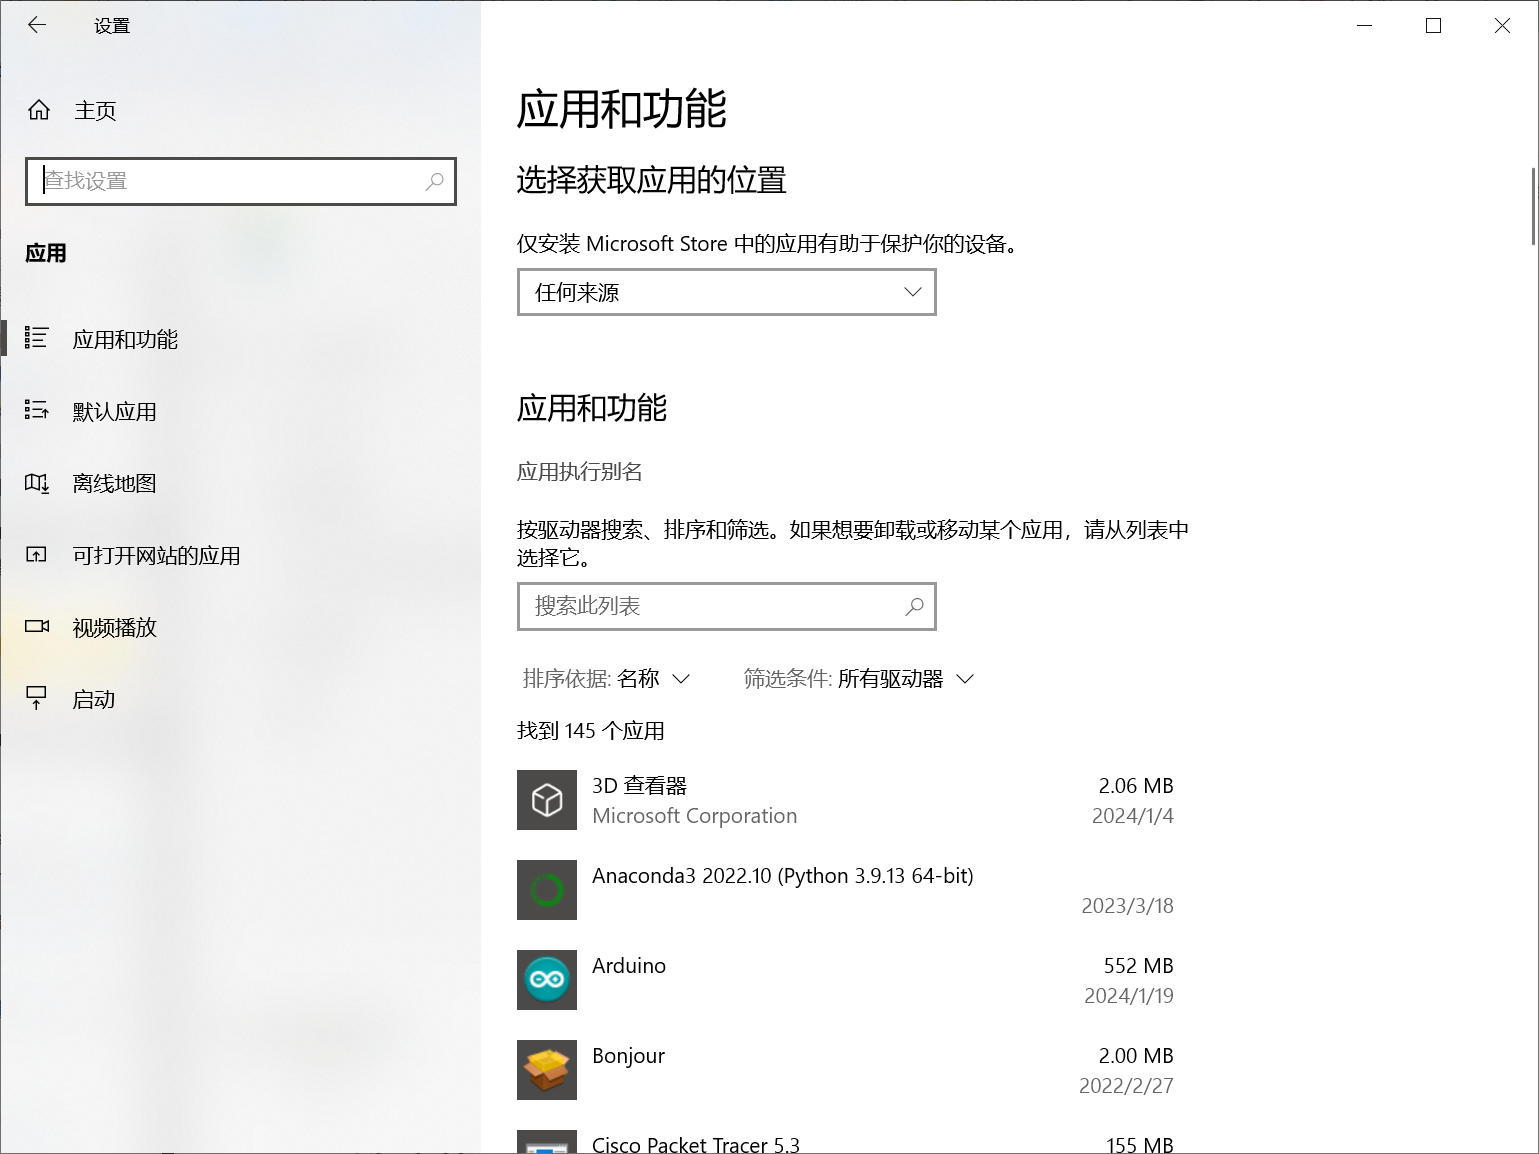 设置
主页
查找设置
应用
应用和功能
默认应用
离线地图
可打开网站的应用
视频播放
启动
应用和功能
选择获取应用的位置
仅安装 Microsoft Store 中的应用有助于保护你的设备。
任何来源
应用和功能
应用执行别名
按驱动器搜索、排序和筛选。如果想要卸载或移动某个应用，请从列表中
选择它。
搜索此列表
排序依据: 名称 筛选条件: 所有驱动器
找到 145 个应用
3D 查看器 2.06 MB
Microsoft Corporation 2024/1/4
Anaconda3 2022.10 (Python 3.9.13 64-bit)
2023/3/18
Arduino 552 MB
2024/1/19
Bonjour 2.00 MB
2022/2/27
Cisco Packet Tracer 5.3 155 MB